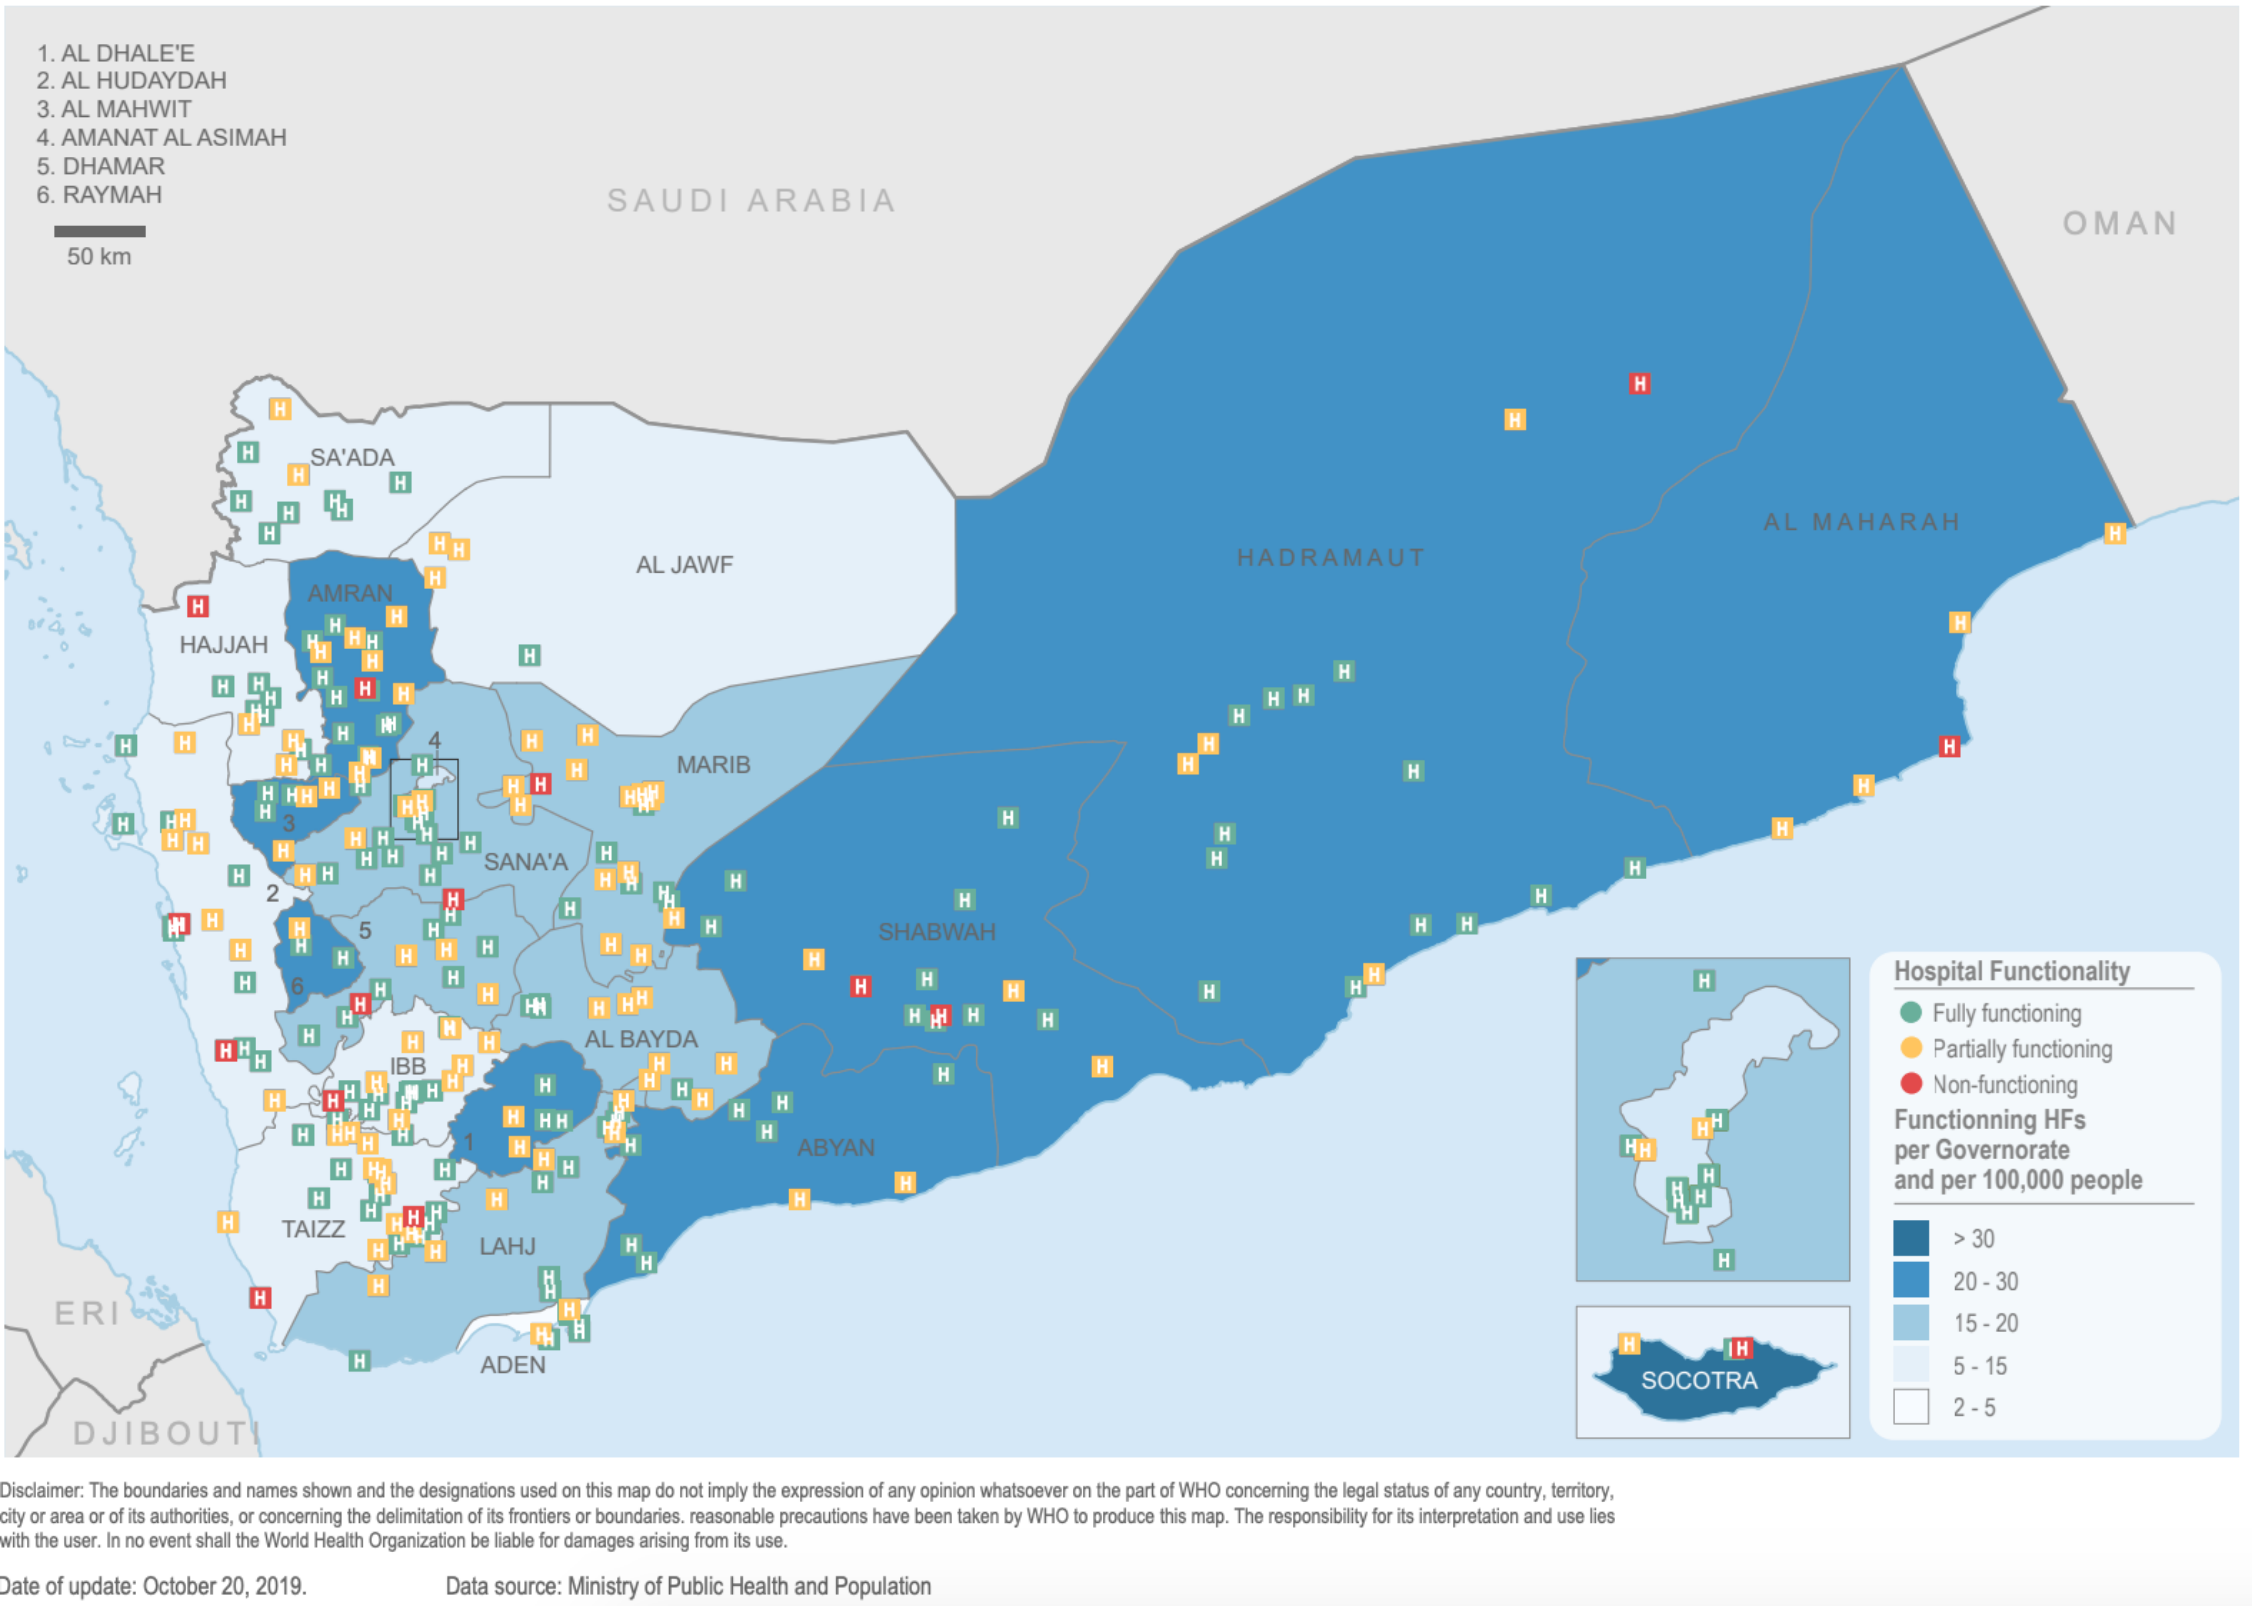 1. AL DHALE'E
2. AL HUDAYDAH
3. AL MAHWIT
4. AMANAT AL ASIMAH
5. DHAMAR
6. RAYMAH
50 km
SAUDI ARABIA
OMAN
SA'ADA
AL JAWF
AMRAN
HAJJAH
HADRAMAUT
AL MAHARAH
4
MARIB
3
SANA'A
2
5
SHABWAH
6
AL BAYDA
IBB
1
ABYAN
TAIZZ
LAHJ
ADEN
ERI
DJIBOUTI
SOCOTRA
Hospital Functionality
Fully functioning
Partially functioning
Non-functioning
Functionning HFs
per Governorate
and per 100,000 people
> 30
20 - 30
15 - 20
5 - 15
2 - 5
Disclaimer: The boundaries and names shown and the designations used on this map do not imply the expression of any opinion whatsoever on the part of WHO concerning the legal status of any country, territory,
city or area or of its authorities, or concerning the delimitation of its frontiers or boundaries. reasonable precautions have been taken by WHO to produce this map. The responsibility for its interpretation and use lies
with the user. In no event shall the World Health Organization be liable for damages arising from its use.
Date of update: October 20, 2019.
Data source: Ministry of Public Health and Population